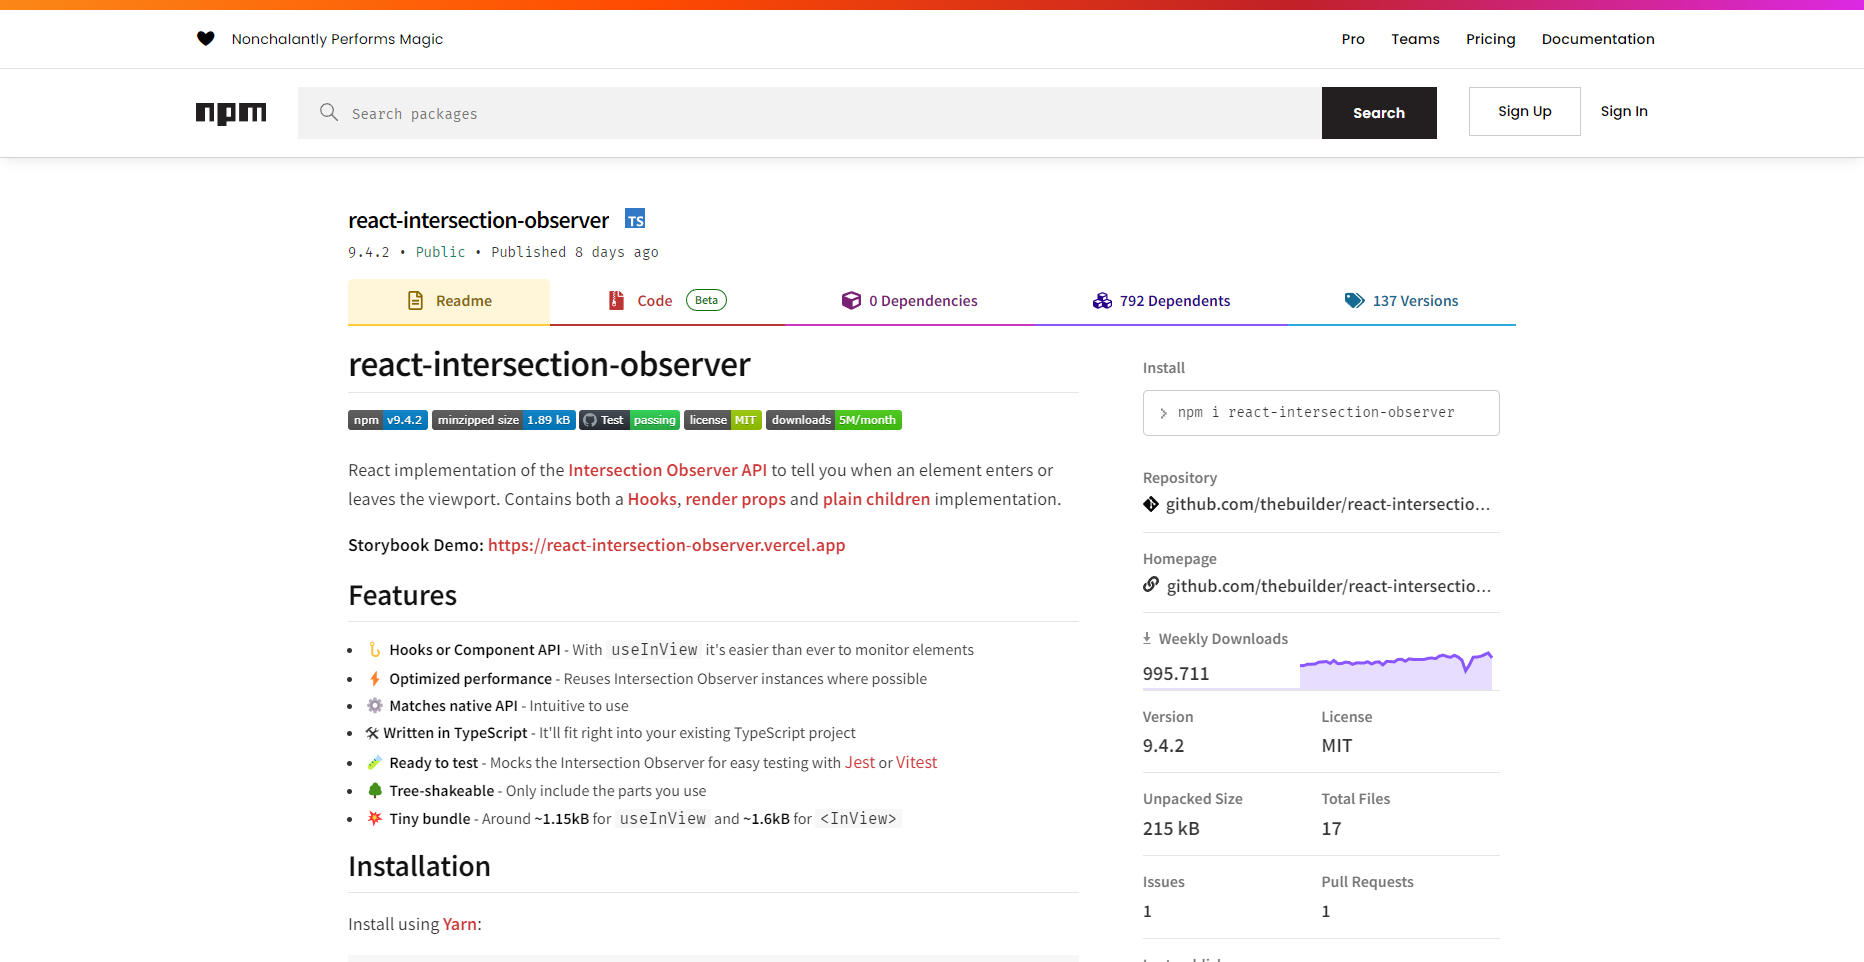 Nonchalantly Performs Magic
Pro Teams Pricing Documentation
npm
Search packages
Search
Sign Up
Sign In
react-intersection-observer TS
9.4.2 • Public • Published 8 days ago
Readme
Code Beta
0 Dependencies
792 Dependents
137 Versions
react-intersection-observer
npm v9.4.2 minzipped size 1.89 kB Test passing license MIT downloads 5M/month
React implementation of the Intersection Observer API to tell you when an element enters or
leaves the viewport. Contains both a Hooks, render props and plain children implementation.
Storybook Demo: https://react-intersection-observer.vercel.app
Features
• 🪝 Hooks or Component API - With useInView it's easier than ever to monitor elements
• ⚡ Optimized performance - Reuses Intersection Observer instances where possible
• ⚙️ Matches native API - Intuitive to use
• 🛠 Written in TypeScript - It'll fit right into your existing TypeScript project
• 🧪 Ready to test - Mocks the Intersection Observer for easy testing with Jest or Vitest
• 🌳 Tree-shakeable - Only include the parts you use
• 💥 Tiny bundle - Around ~1.15kB for useInView and ~1.6kB for <InView>
Installation
Install using Yarn:
Install
> npm i react-intersection-observer
Repository
github.com/thebuilder/react-intersectio...
Homepage
github.com/thebuilder/react-intersectio...
Weekly Downloads
995.711
Version License
9.4.2 MIT
Unpacked Size Total Files
215 kB 17
Issues Pull Requests
1 1